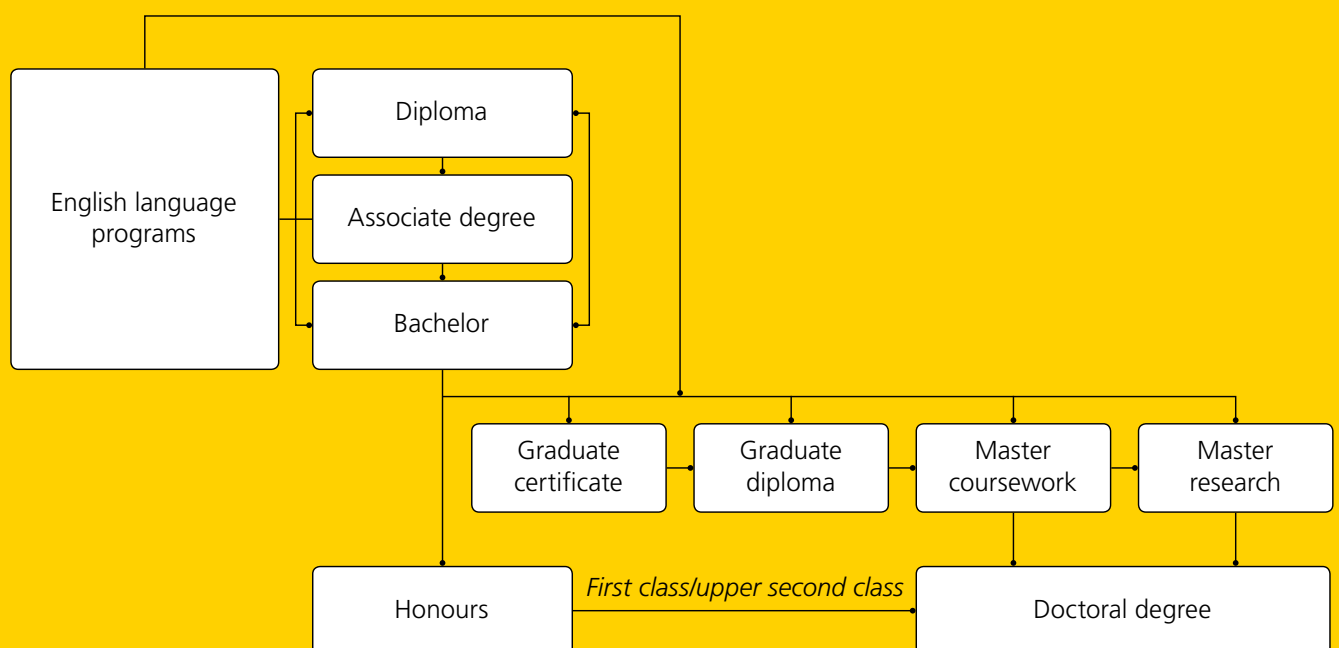 Diploma
English language
programs
Associate degree
Bachelor
Graduate
certificate
Graduate
diploma
Master
coursework
Master
research
Honours
First class/upper second class
Doctoral degree